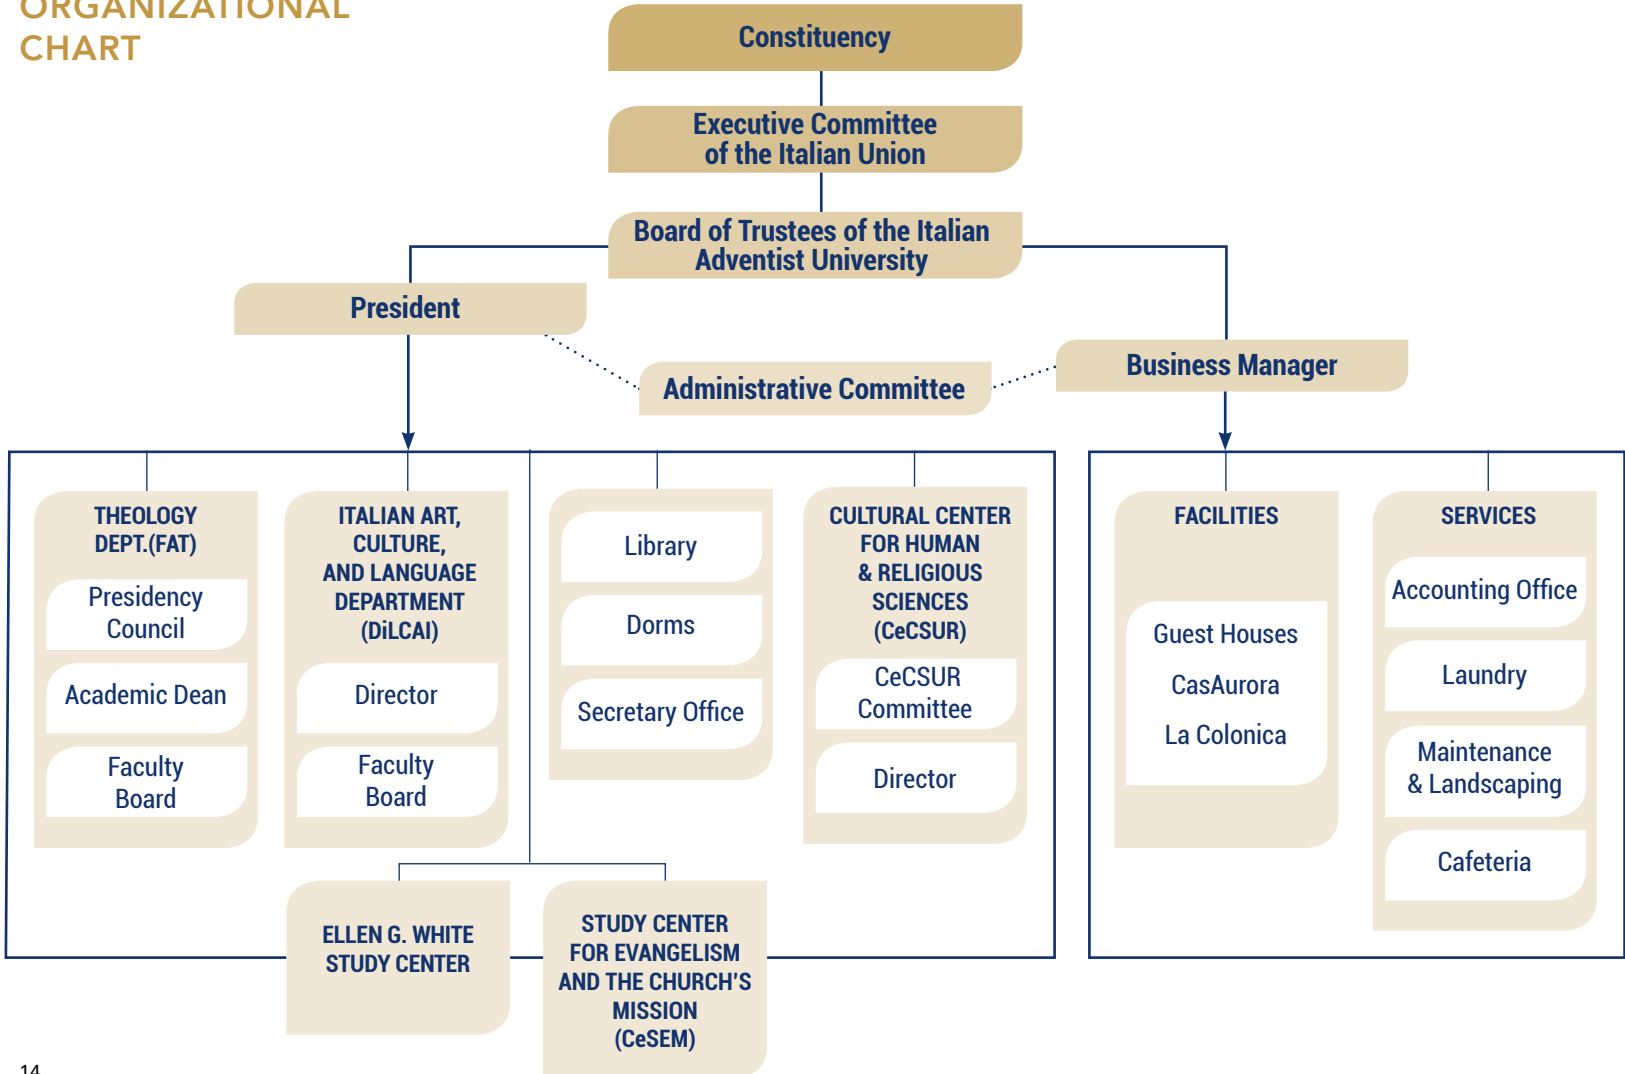 ORGANIZATIONAL
CHART
Constituency
Executive Committee
of the Italian Union
Board of Trustees of the Italian
Adventist University
President
Administrative Committee
Business Manager
THEOLOGY
DEPT.(FAT)
Presidency
Council
Academic Dean
Faculty
Board
ITALIAN ART,
CULTURE,
AND LANGUAGE
DEPARTMENT
(DiLCAI)
Director
Faculty
Board
Library
Dorms
Secretary Office
CULTURAL CENTER
FOR HUMAN
& RELIGIOUS
SCIENCES
(CeCSUR)
CeCSUR
Committee
Director
ELLEN G. WHITE
STUDY CENTER
STUDY CENTER
FOR EVANGELISM
AND THE CHURCH'S
MISSION
(CeSEM)
FACILITIES
Guest Houses
CasAurora
La Colonica
SERVICES
Accounting Office
Laundry
Maintenance
& Landscaping
Cafeteria
14